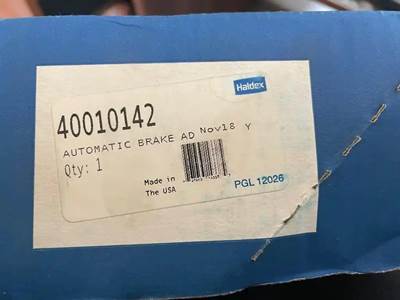 Haldex
40010142
AUTOMATIC BRAKE AD Nov18 Y
Qty: 1
Made in
The USA
PGL 12026